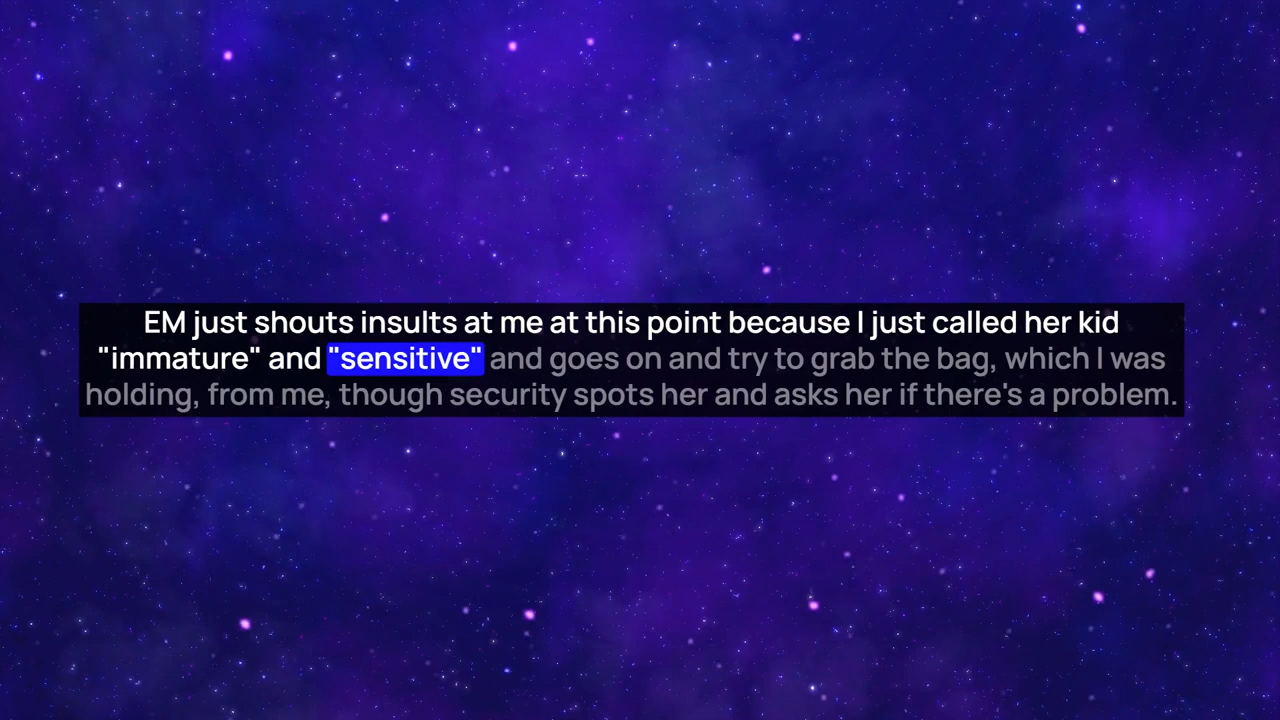 EM just shouts insults at me at this point because I just called her kid
"immature" and "sensitive" and goes on and try to grab the bag, which I was
holding, from me, though security spots her and asks her if there's a problem.